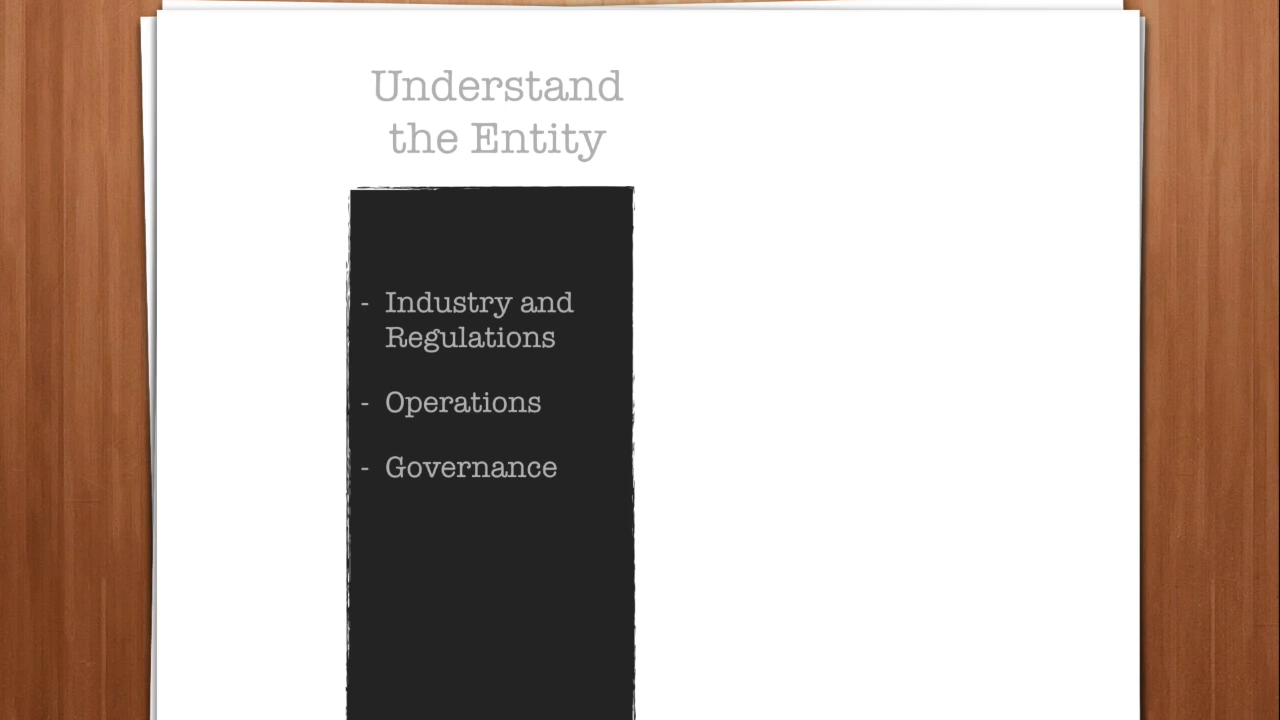 Understand
the Entity
- Industry and
Regulations
- Operations
- Governance